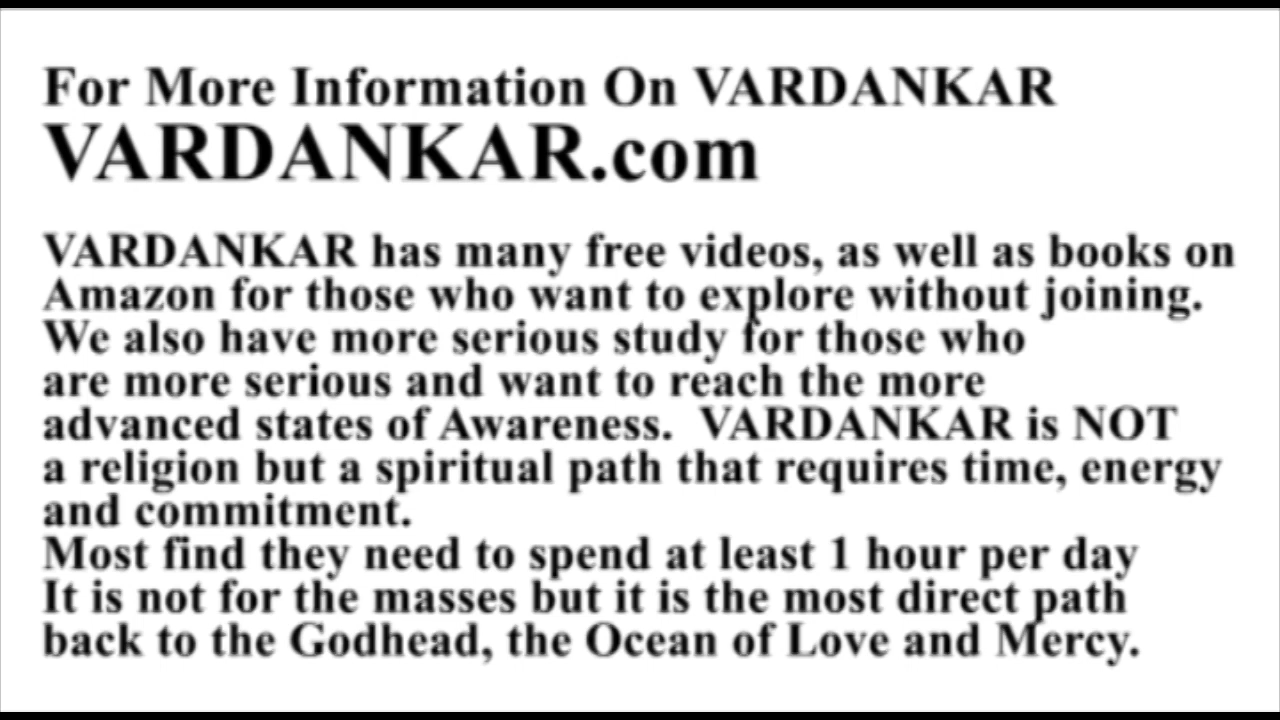 For More Information On VARDANKAR
VARDANKAR.com
VARDANKAR has many free videos, as well as books on
Amazon for those who want to explore without joining.
We also have more serious study for those who
are more serious and want to reach the more
advanced states of Awareness.  VARDANKAR is NOT
a religion but a spiritual path that requires time, energy
and commitment.
Most find they need to spend at least 1 hour per day
It is not for the masses but it is the most direct path
back to the Godhead, the Ocean of Love and Mercy.